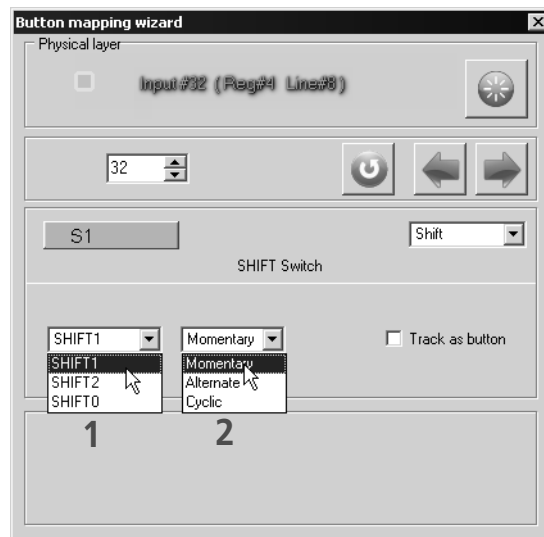 Button mapping wizard
Physical layer
Input#32 (Reg#4 Line#8)
32
S1
Shift
SHIFT Switch
SHIFT1
Momentary
Track as button
SHIFT1
SHIFT2
SHIFT0
Momentary
Alternate
Cyclic
1
2